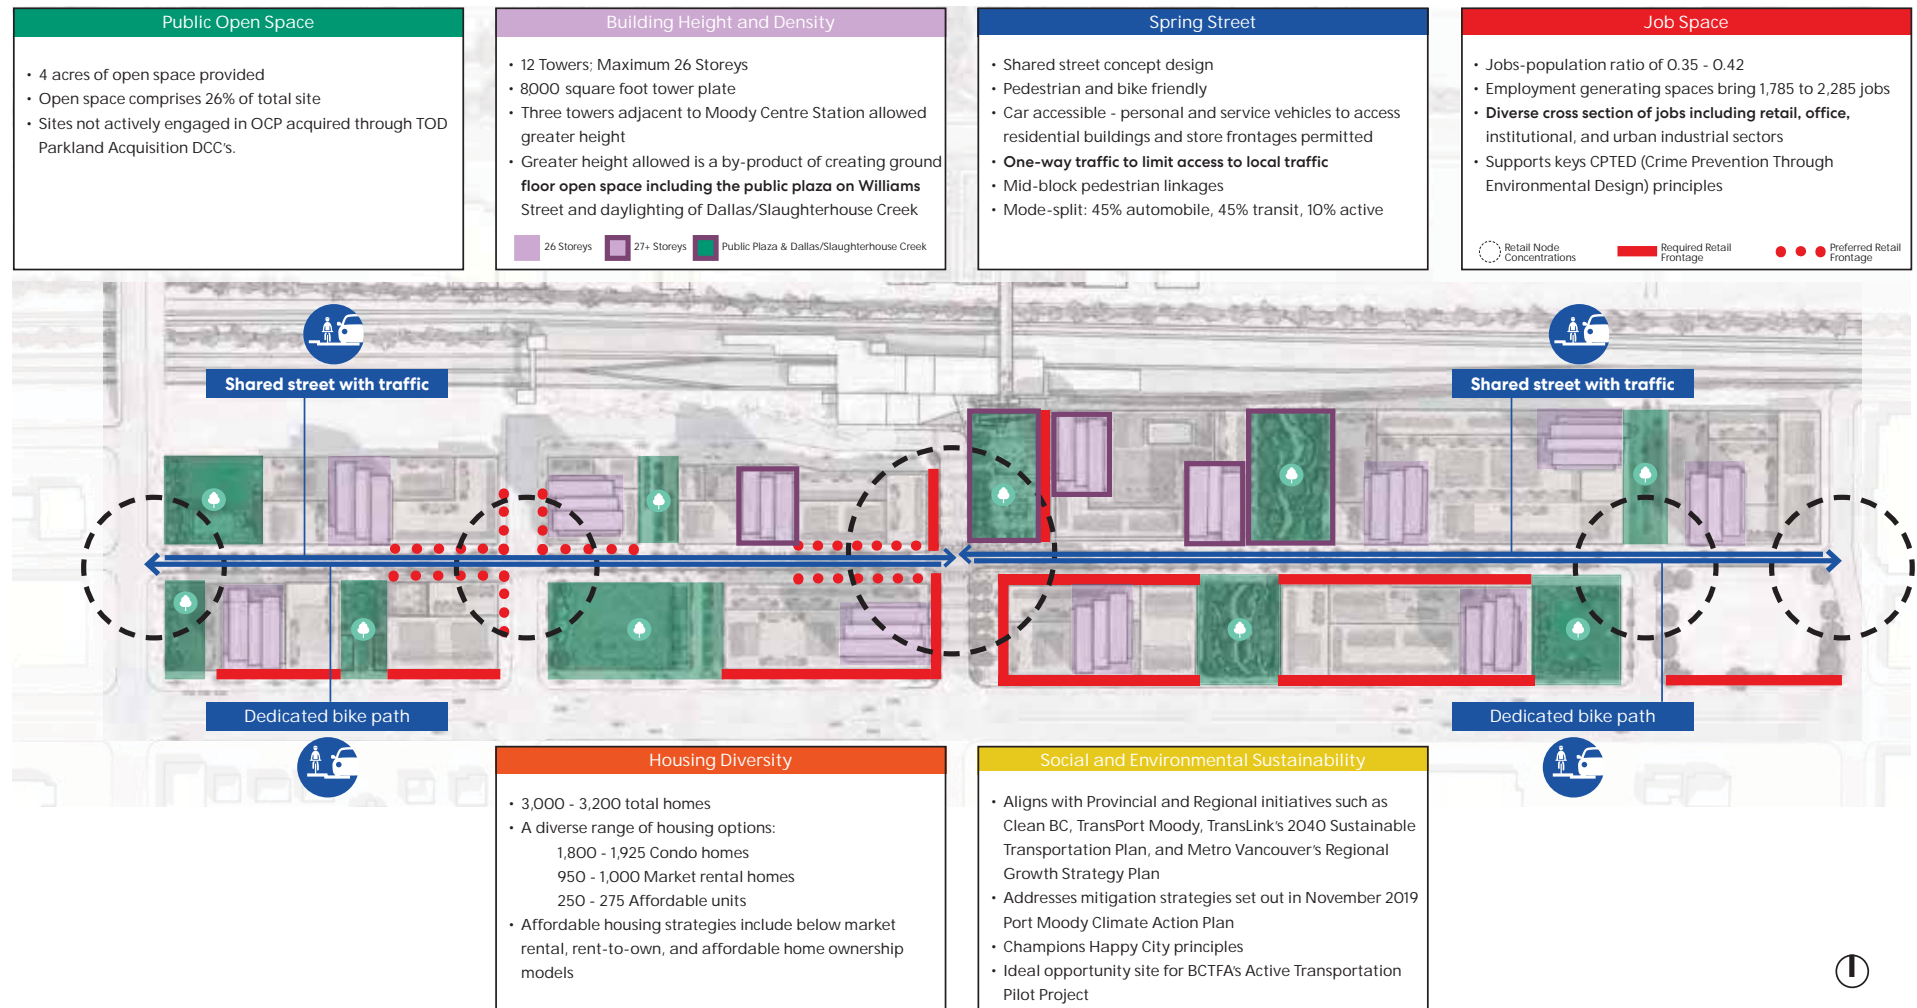 Public Open Space
• 4 acres of open space provided
• Open space comprises 26% of total site
• Sites not actively engaged in OCP acquired through TOD
Parkland Acquisition DCC's.
Building Height and Density
• 12 Towers; Maximum 26 Storeys
• 8,000 square foot tower plate
• Three towers adjacent to Moody Centre Station allowed
greater height
• Greater height allowed is a by-product of creating ground
floor open space including the public plaza on Williams
Street and daylighting of Dallas/Slaughterhouse Creek
26 Storeys
27+ Storeys
Public Plaza & Dallas/Slaughterhouse Creek
Spring Street
• Shared street concept design
• Pedestrian and bike friendly
• Car accessible - personal and service vehicles to access
residential buildings and store frontages permitted
• One-way traffic to limit access to local traffic
• Mid-block pedestrian linkages
• Mode-split: 45% automobile, 45% transit, 10% active
Job Space
• Jobs-population ratio of 0.35 - 0.42
• Employment generating spaces bring 1,785 to 2,285 jobs
• Diverse cross section of jobs including retail, office,
institutional, and urban industrial sectors
• Supports keys CPTED (Crime Prevention Through
Environmental Design) principles
Retail Node
Concentrations
Required Retail
Frontage
Preferred Retail
Frontage
Shared street with traffic
Shared street with traffic
Dedicated bike path
Dedicated bike path
Housing Diversity
• 3,000 - 3,200 total homes
• A diverse range of housing options:
1,800 - 1,925 Condo homes
950 - 1,000 Market rental homes
250 - 275 Affordable units
• Affordable housing strategies include below market
rental, rent-to-own, and affordable home ownership
models
Social and Environmental Sustainability
• Aligns with Provincial and Regional initiatives such as
Clean BC, TransPort Moody, TransLink's 2040 Sustainable
Transportation Plan, and Metro Vancouver's Regional
Growth Strategy Plan
• Addresses mitigation strategies set out in November 2019
Port Moody Climate Action Plan
• Champions Happy City principles
• Ideal opportunity site for BCTFA's Active Transportation
Pilot Project